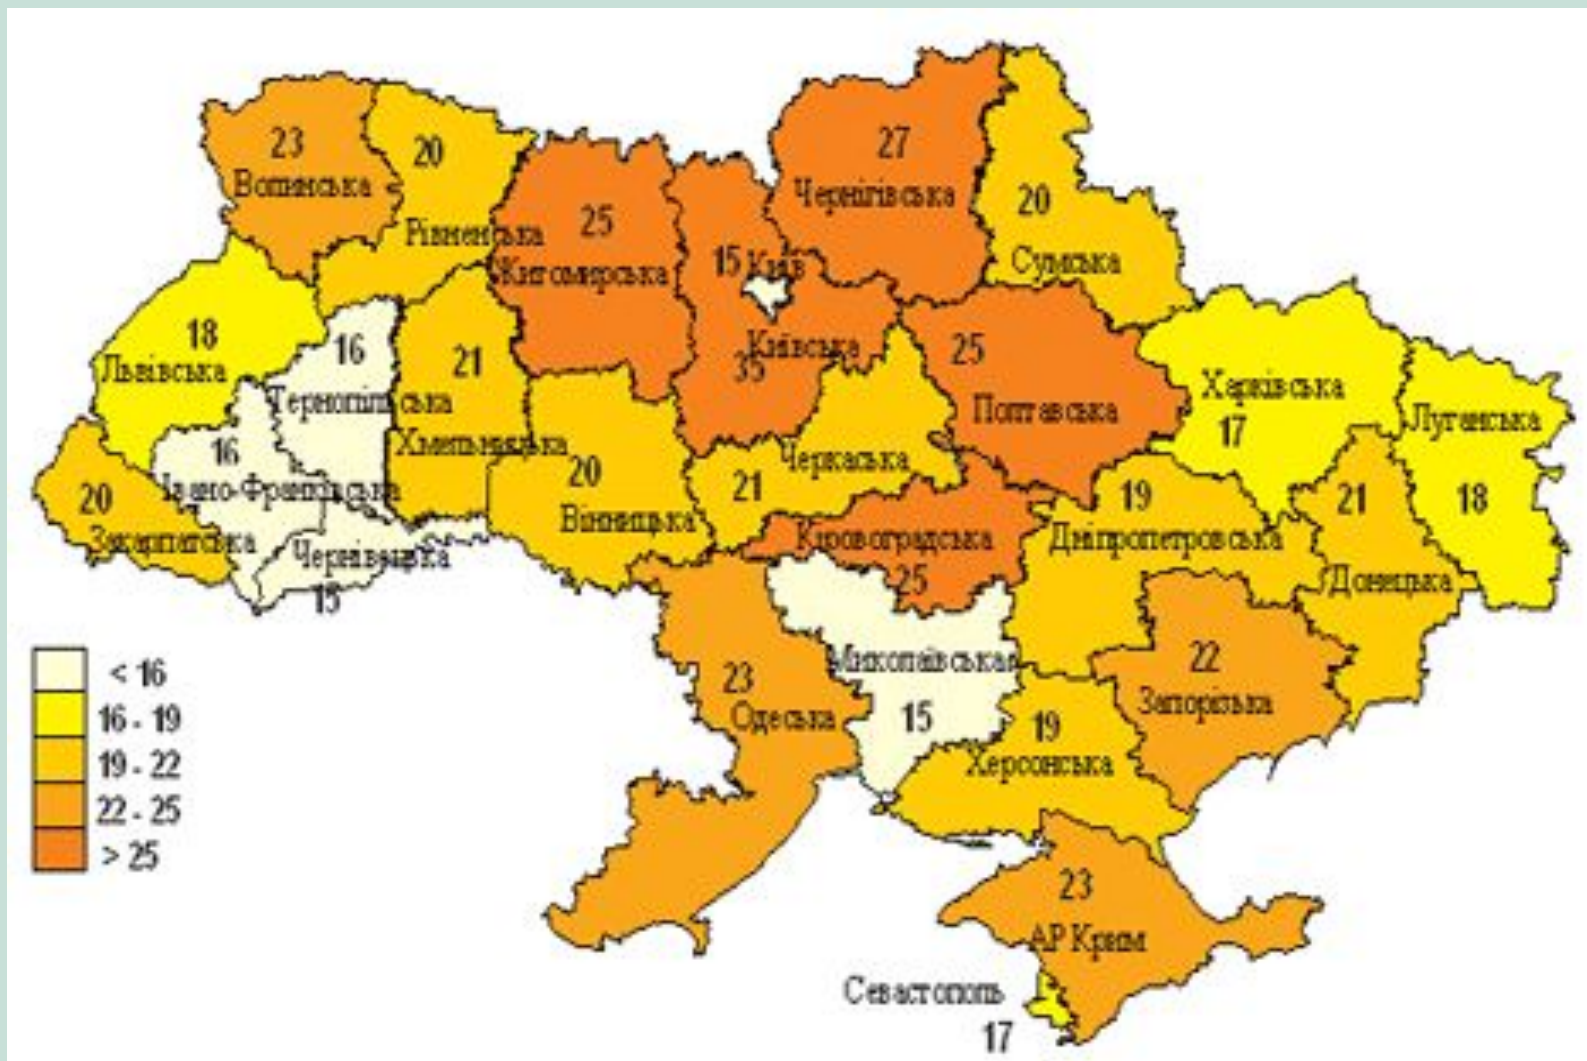 23
Волинська
20
Рівненська
25
Житомирська
15 Київ
27
Чернігівська
20
Сумська
18
Львівська
16
Тернопільська
21
Хмельницька
Київська
35
25
Полтавська
Харківська
17
Луганська
18
16
Івано-Франківська
20
Закарпатська
Чернівецька
15
20
Вінницька
Черкаська
21
Кіровоградська
25
19
Дніпропетровська
21
Донецька
23
Одеська
Миколаївська
15
19
Херсонська
22
Запорізька
23
АР Крим
Севастополь
17
< 16
16 - 19
19 - 22
22 - 25
> 25